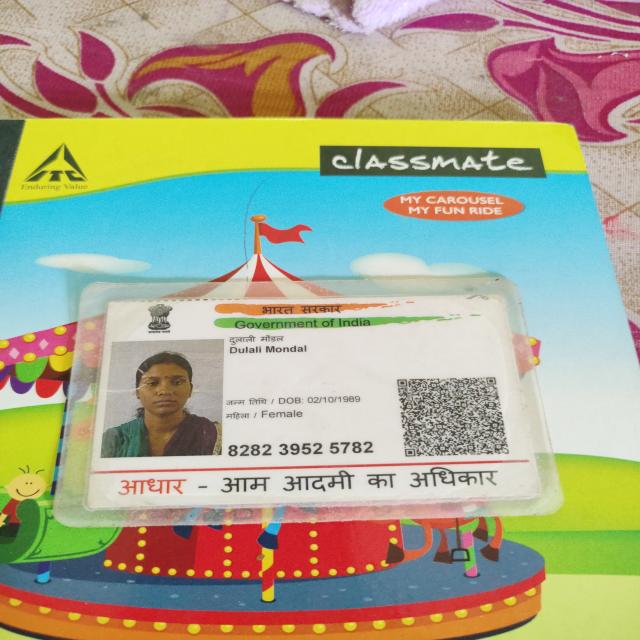 ITC
Enduring Value
classmate
MY CAROUSEL
MY FUN RIDE
भारत सरकार
Government of India
दुलाली मोंडल
Dulali Mondal
जन्म तिथि / DOB: 02/10/1989
महिला / Female
8282 3952 5782
आधार - आम आदमी का अधिकार